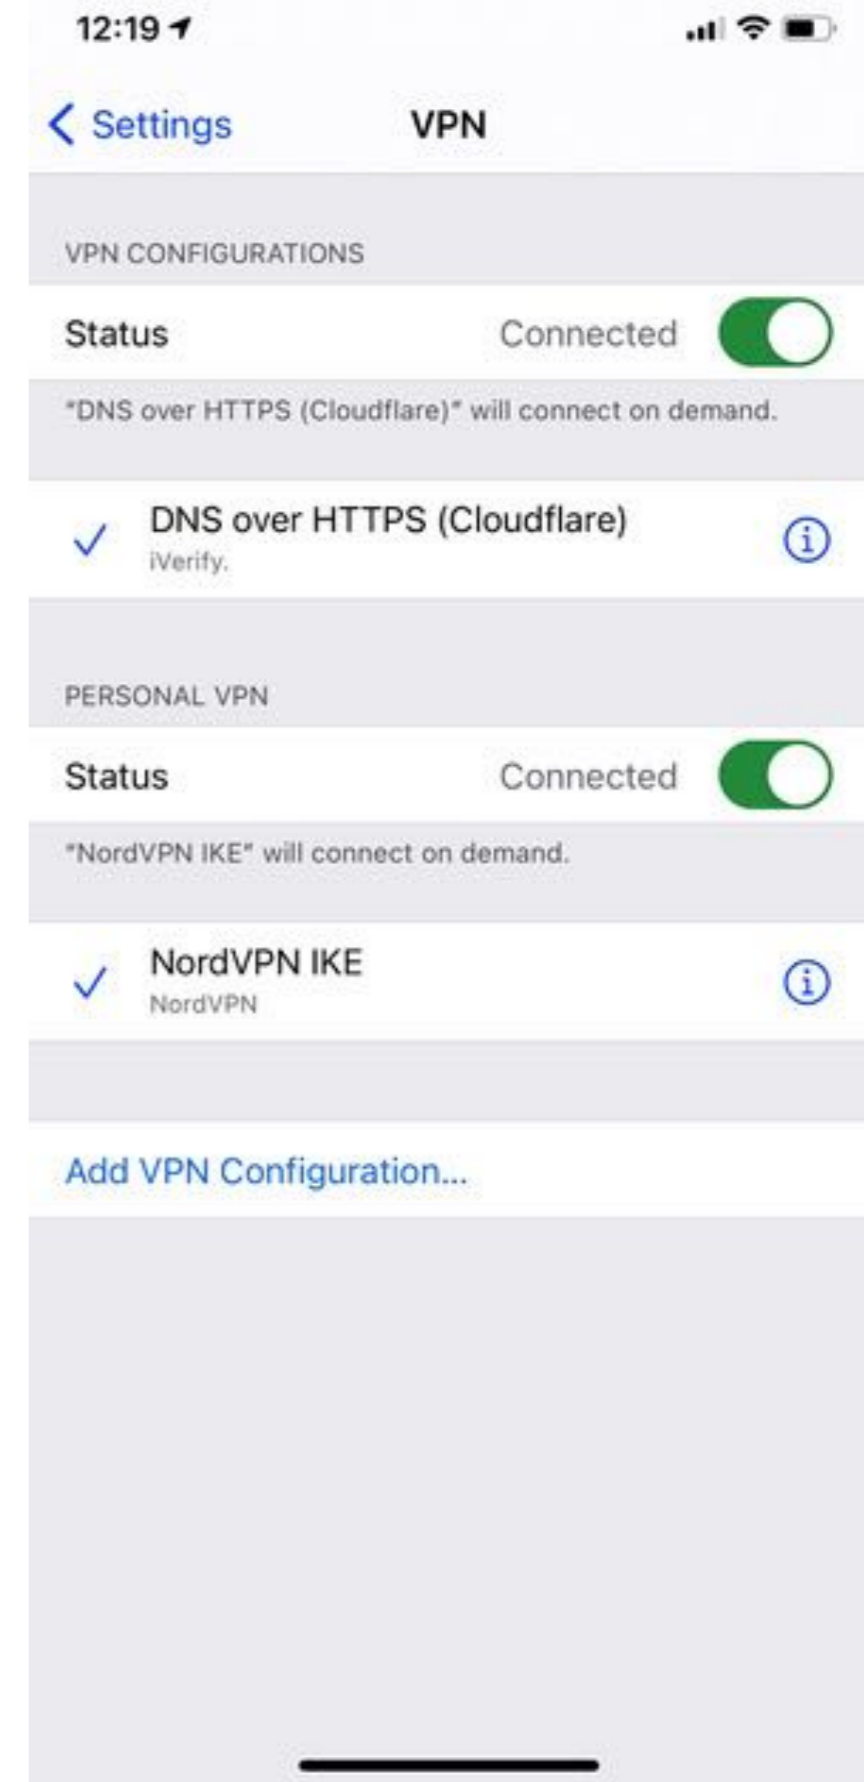 12:19
Settings
VPN
VPN CONFIGURATIONS
Status Connected
"DNS over HTTPS (Cloudflare)" will connect on demand.
DNS over HTTPS (Cloudflare)
iVerify.
PERSONAL VPN
Status Connected
"NordVPN IKE" will connect on demand.
NordVPN IKE
NordVPN
Add VPN Configuration...